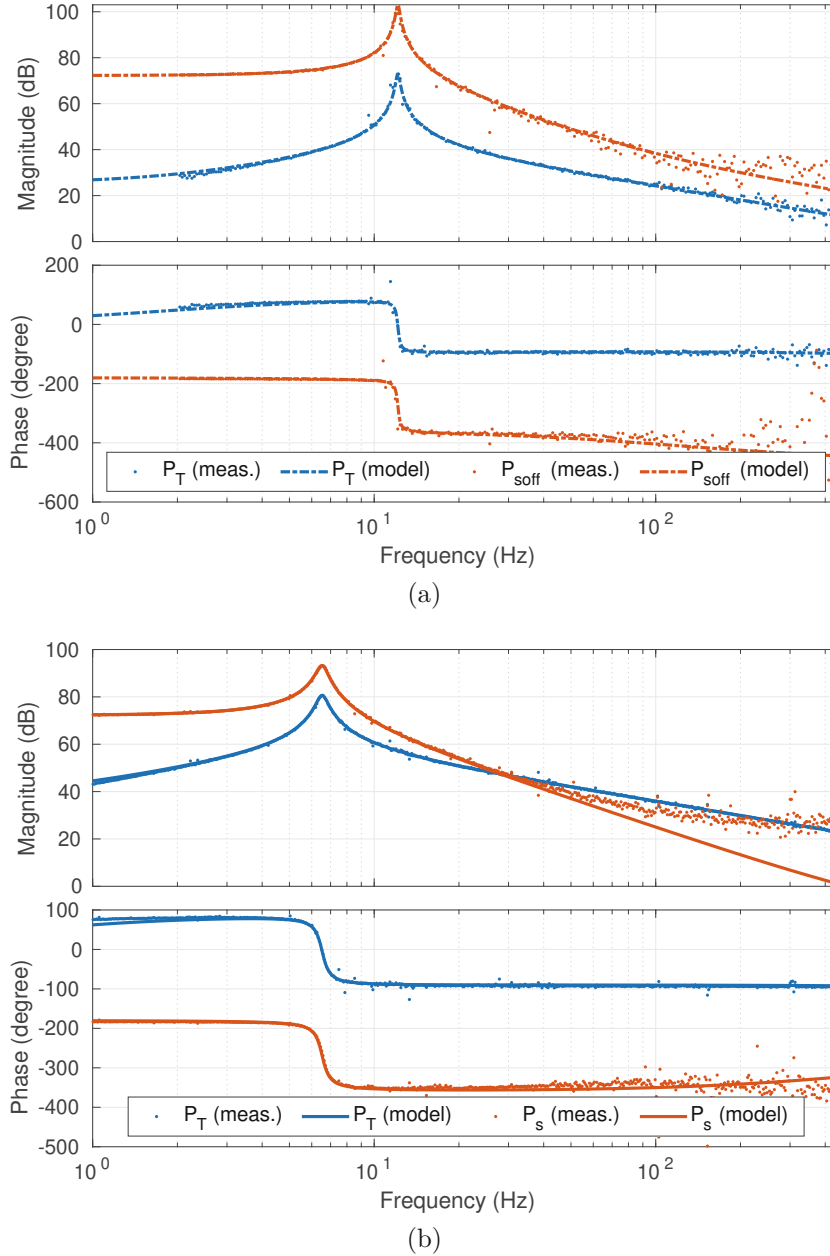 100
80
60
40
20
0
Magnitude (dB)
200
0
-200
-400
-600
Phase (degree)
P_T (meas.) P_T (model) P_soff (meas.) P_soff (model)
10^0 10^1 10^2
Frequency (Hz)
(a)
100
80
60
40
20
0
Magnitude (dB)
100
0
-100
-200
-300
-400
-500
Phase (degree)
P_T (meas.) P_T (model) P_s (meas.) P_s (model)
10^0 10^1 10^2
Frequency (Hz)
(b)